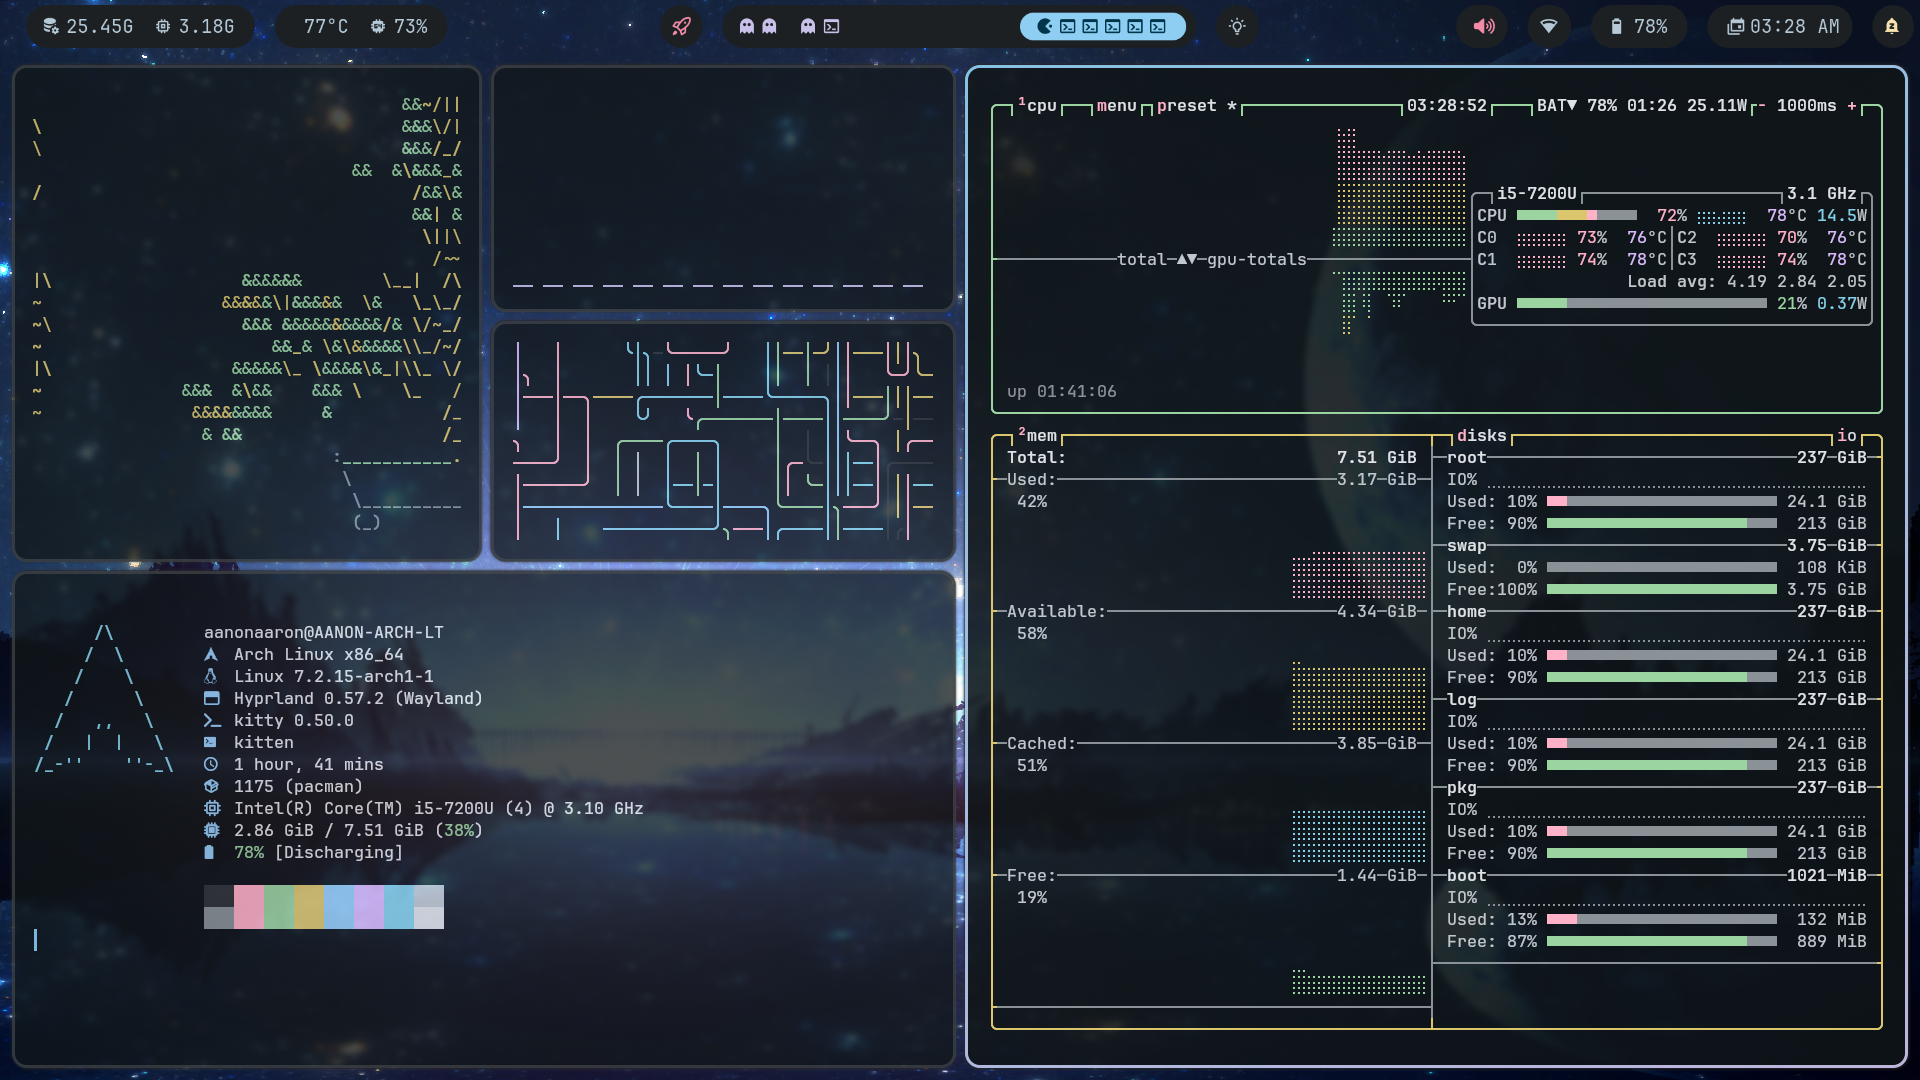 25.45G 3.18G 77°C 73% 78% 03:28 AM
1cpu menu preset * 03:28:52 BAT▼ 78% 01:26 25.11W - 1000ms +
i5-7200U 3.1 GHz
CPU 72% 78°C 14.5W
C0 73% 76°C C2 70% 76°C
C1 74% 78°C C3 74% 78°C
Load avg: 4.19 2.84 2.05
GPU 21% 0.37W
total ▲▼ gpu-totals
up 01:41:06
2mem
Total: 7.51 GiB
Used: 3.17 GiB
42%
Available: 4.34 GiB
58%
Cached: 3.85 GiB
51%
Free: 1.44 GiB
19%
disks io
root 237 GiB
IO%
Used: 10% 24.1 GiB
Free: 90% 213 GiB
swap 3.75 GiB
Used: 0% 108 KiB
Free:100% 3.75 GiB
home 237 GiB
IO%
Used: 10% 24.1 GiB
Free: 90% 213 GiB
log 237 GiB
IO%
Used: 10% 24.1 GiB
Free: 90% 213 GiB
pkg 237 GiB
IO%
Used: 10% 24.1 GiB
Free: 90% 213 GiB
boot 1021 MiB
IO%
Used: 13% 132 MiB
Free: 87% 889 MiB
aanonaaron@AANON-ARCH-LT
Arch Linux x86_64
Linux 7.2.15-arch1-1
Hyprland 0.57.2 (Wayland)
kitty 0.50.0
kitten
1 hour, 41 mins
1175 (pacman)
Intel(R) Core(TM) i5-7200U (4) @ 3.10 GHz
2.86 GiB / 7.51 GiB (38%)
78% [Discharging]